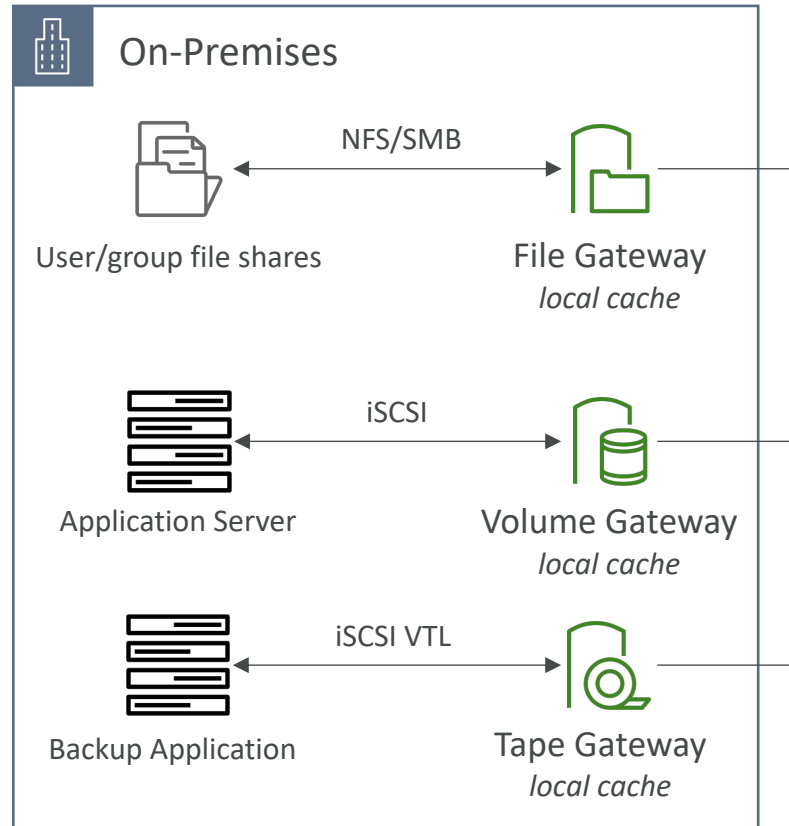 On-Premises
NFS/SMB
User/group file shares
File Gateway
local cache
iSCSI
Application Server
Volume Gateway
local cache
iSCSI VTL
Backup Application
Tape Gateway
local cache